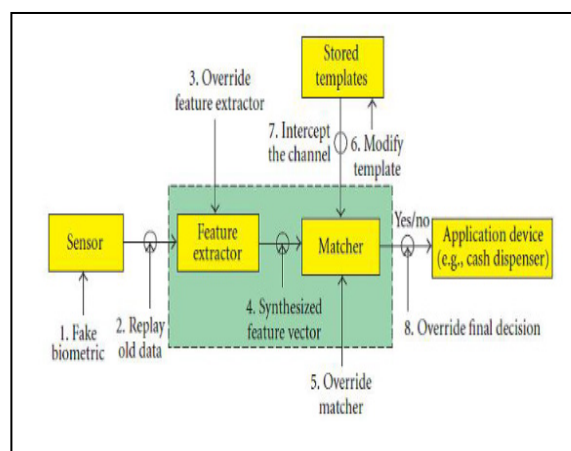 Stored
templates
3. Override
feature extractor
7. Intercept
the channel
6. Modify
template
Sensor
Feature
extractor
Matcher
Yes/no
Application device
(e.g., cash dispenser)
1. Fake
biometric
2. Replay
old data
4. Synthesized
feature vector
8. Override final decision
5. Override
matcher